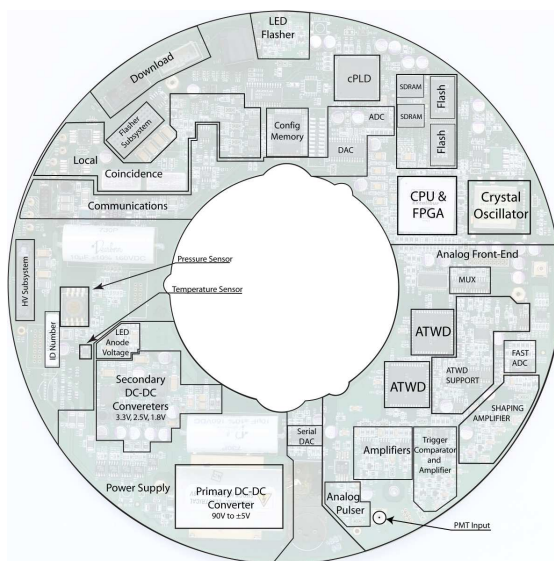 LED
Flasher
Download
cPLD
SDRAM
Flash
SDRAM
Flash
Flasher
Subsystem
Config
Memory
ADC
DAC
Local
Coincidence
Communications
CPU &
FPGA
Crystal
Oscillator
Analog Front-End
HV Subsystem
Pressure Sensor
MUX
Temperature Sensor
ID Number
LED
Anode
Voltage
ATWD
FAST
ADC
Secondary
DC-DC
Convereters
3.3V, 2.5V, 1.8V
ATWD
ATWD
SUPPORT
SHAPING
AMPLIFIER
Serial
DAC
Amplifiers
Trigger
Comparator
and
Amplifier
Power Supply
Primary DC-DC
Converter
90V to ±5V
Analog
Pulser
PMT Input